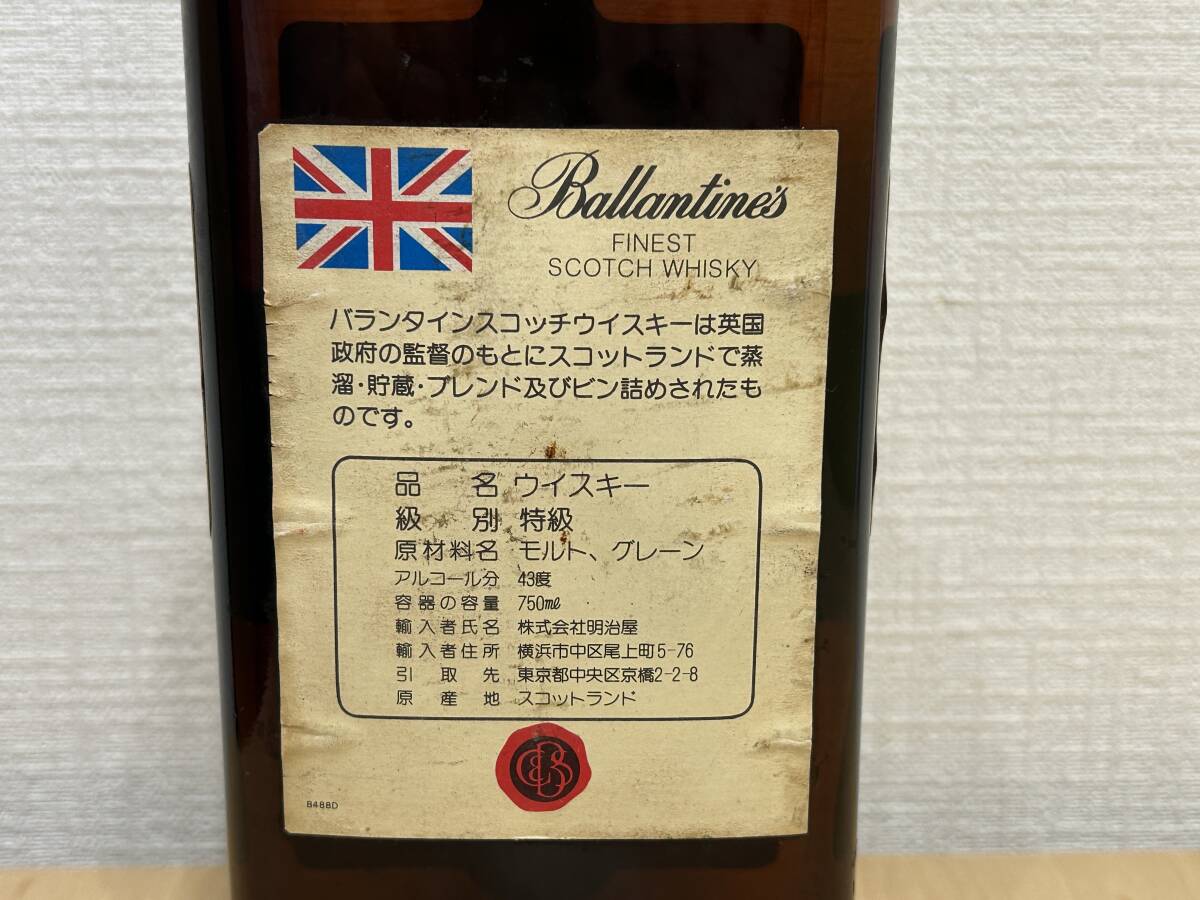 Ballantine's
FINEST
SCOTCH WHISKY
バランタインスコッチウイスキーは英国
政府の監督のもとにスコットランドで蒸
溜・貯蔵・ブレンド及びビン詰めされたも
のです。
品名 ウイスキー
級別 特級
原材料名 モルト、グレーン
アルコール分 43度
容器の容量 750ml
輸入者氏名 株式会社明治屋
輸入者住所 横浜市中区尾上町5-76
引取先 東京都中央区京橋2-2-8
原産地 スコットランド
B488D